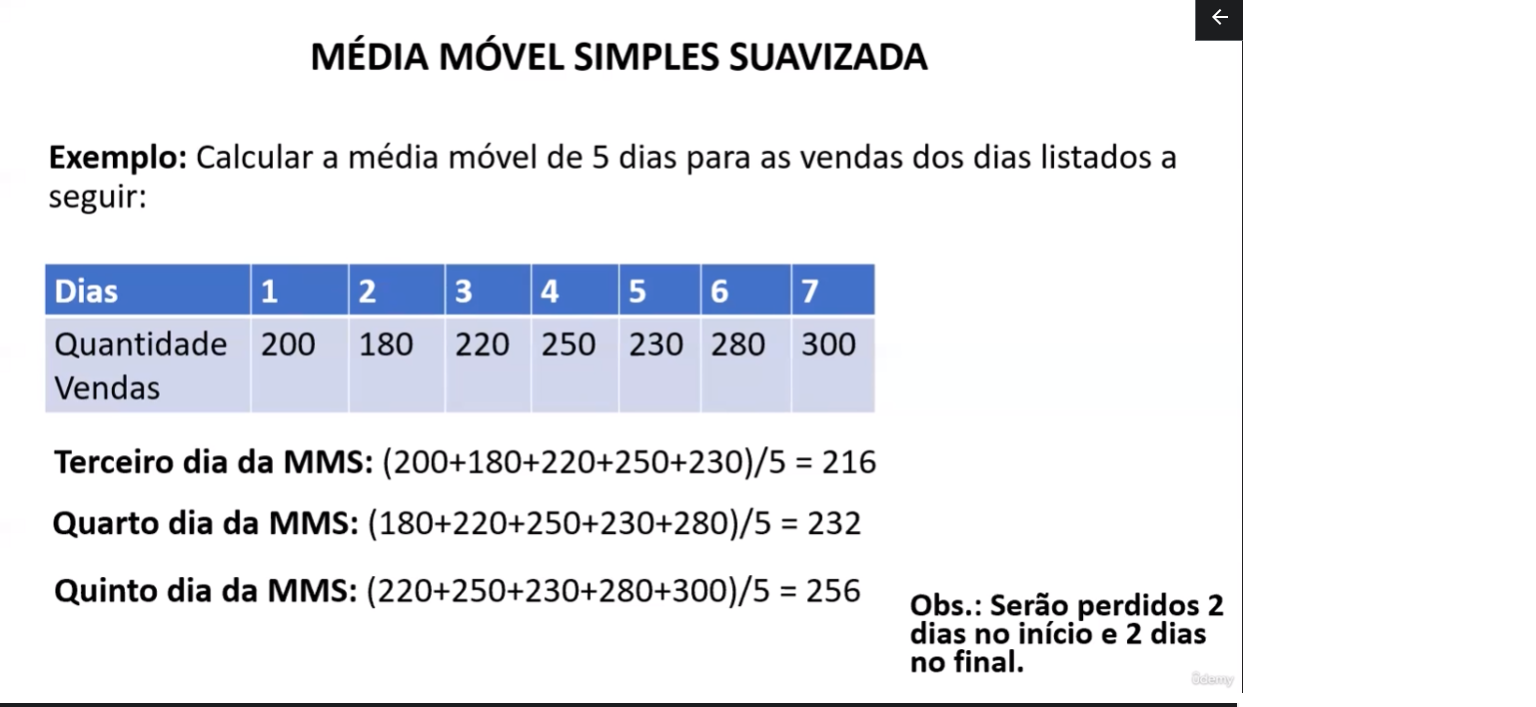 MÉDIA MÓVEL SIMPLES SUAVIZADA
Exemplo: Calcular a média móvel de 5 dias para as vendas dos dias listados a
seguir:
Dias 1 2 3 4 5 6 7
Quantidade 200 180 220 250 230 280 300
Vendas
Terceiro dia da MMS: (200+180+220+250+230)/5 = 216
Quarto dia da MMS: (180+220+250+230+280)/5 = 232
Quinto dia da MMS: (220+250+230+280+300)/5 = 256
Obs.: Serão perdidos 2
dias no início e 2 dias
no final.
ûdemy